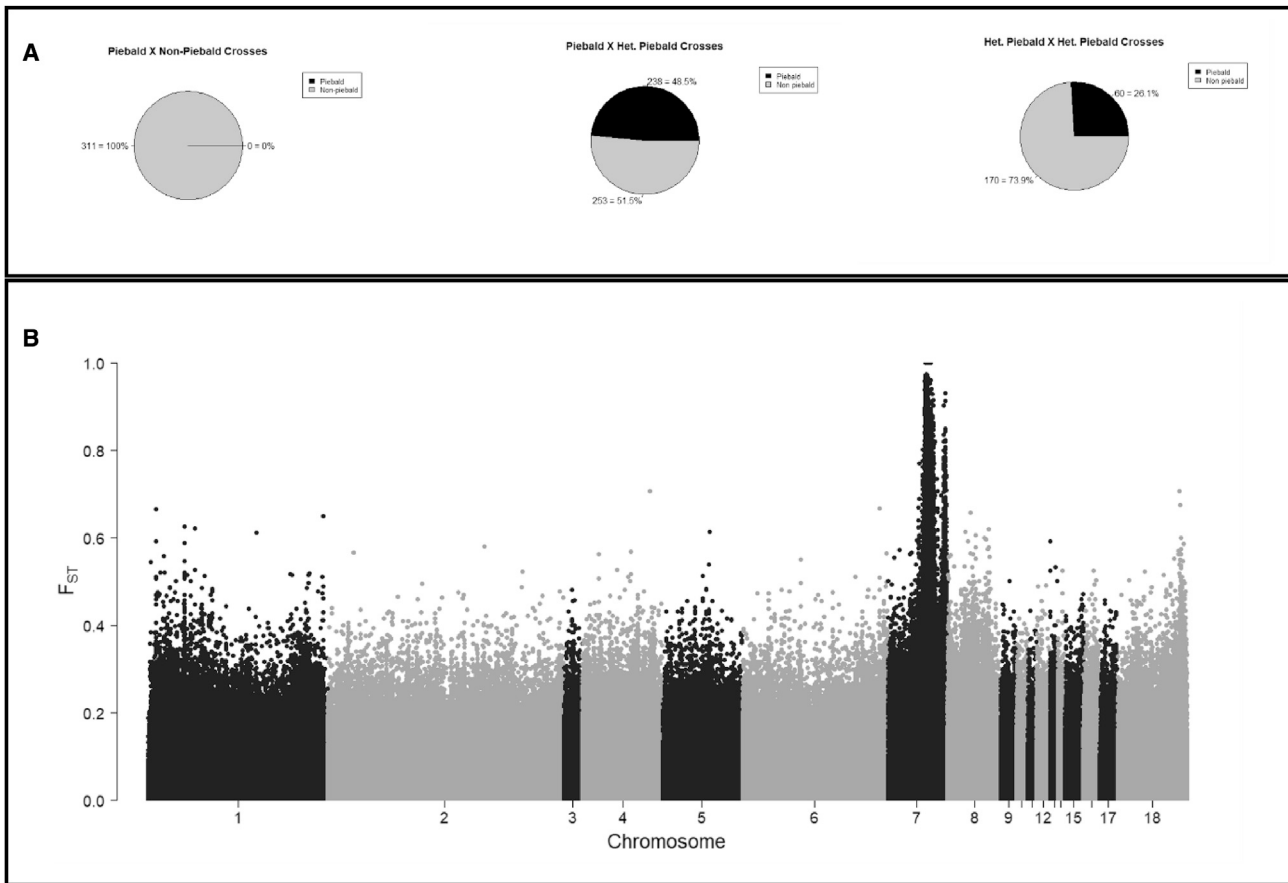 A
Piebald X Non-Piebald Crosses
Piebald
Non-piebald
311 = 100%
0 = 0%
Piebald X Het. Piebald Crosses
Piebald
Non piebald
238 = 48.5%
253 = 51.5%
Het. Piebald X Het. Piebald Crosses
Piebald
Non piebald
60 = 26.1%
170 = 73.9%
B
1.0
0.8
0.6
0.4
0.2
0.0
FST
1 2 3 4 5 6 7 8 9 12 15 17 18
Chromosome